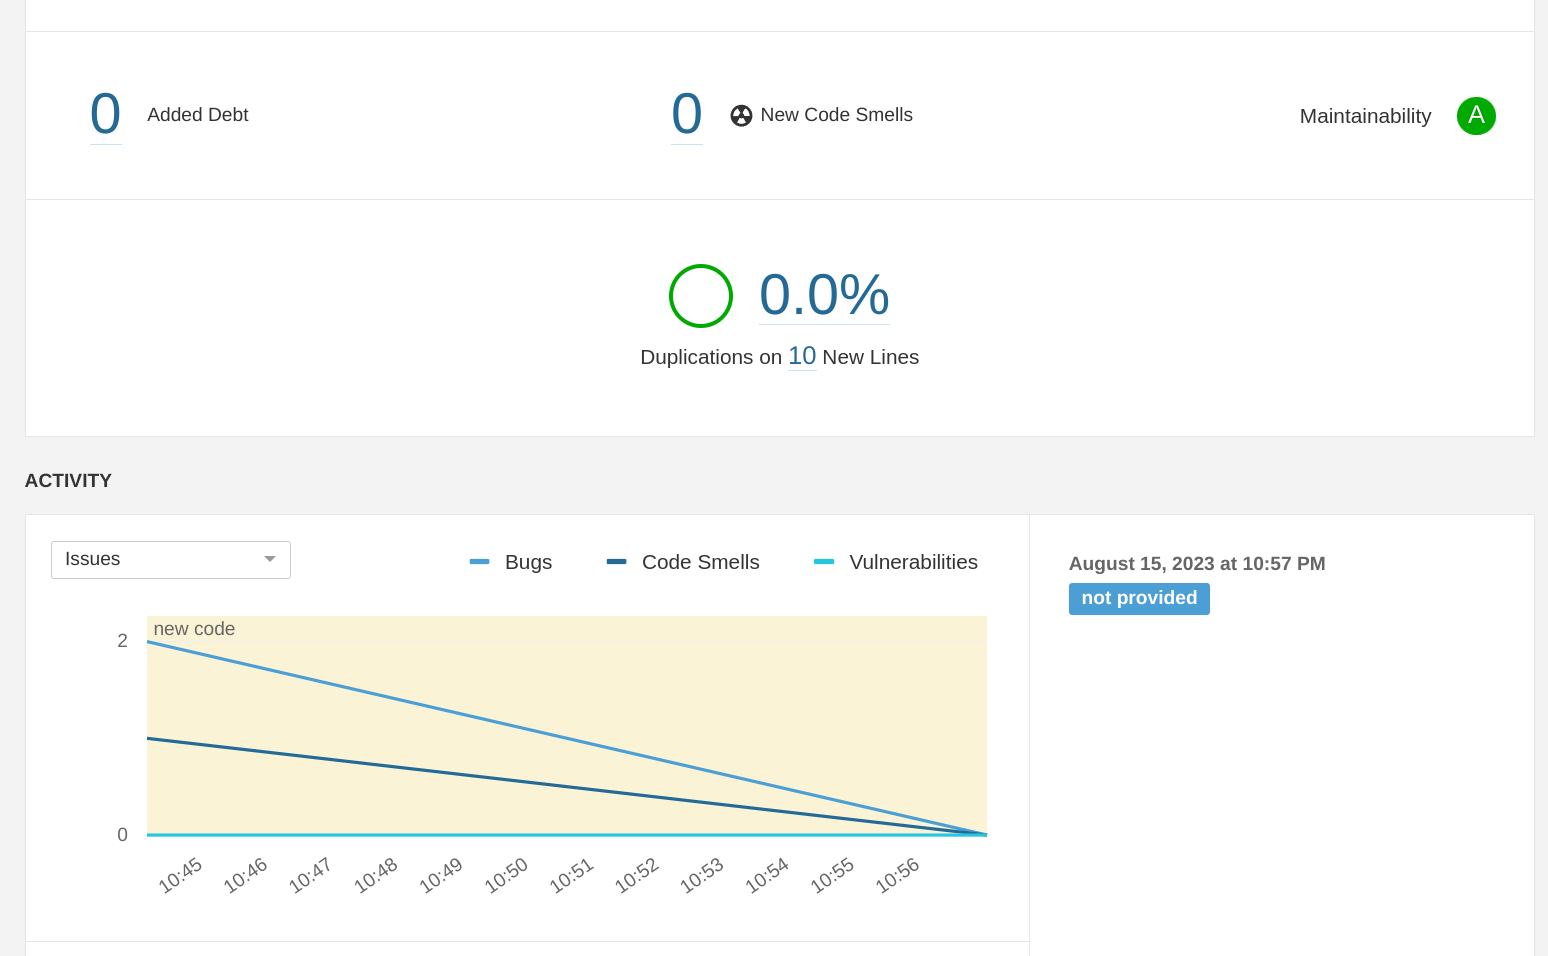 0 Added Debt 0 New Code Smells Maintainability A
0.0%
Duplications on 10 New Lines
ACTIVITY
Issues Bugs Code Smells Vulnerabilities
new code
2
0
10:45 10:46 10:47 10:48 10:49 10:50 10:51 10:52 10:53 10:54 10:55 10:56
August 15, 2023 at 10:57 PM
not provided